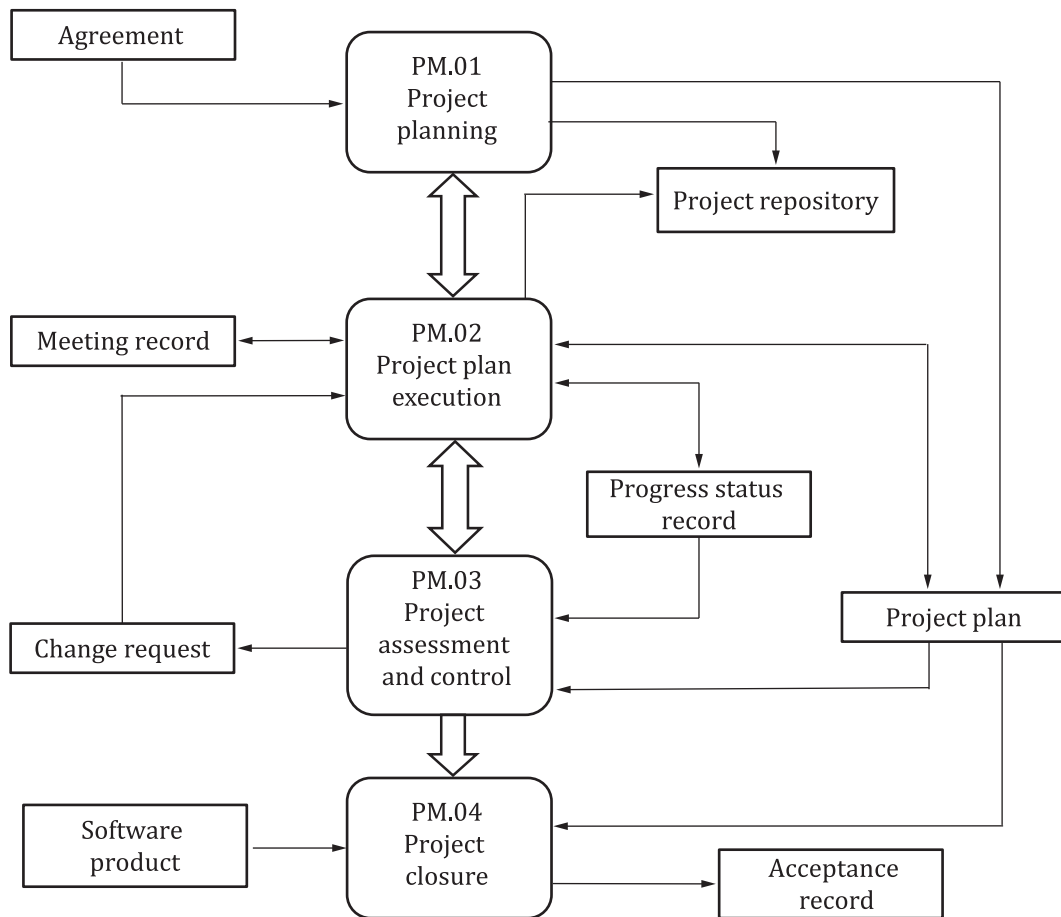 Agreement
PM.01
Project
planning
Project repository
Meeting record
PM.02
Project plan
execution
Progress status
record
PM.03
Project
assessment
and control
Change request
Project plan
PM.04
Project
closure
Software
product
Acceptance
record